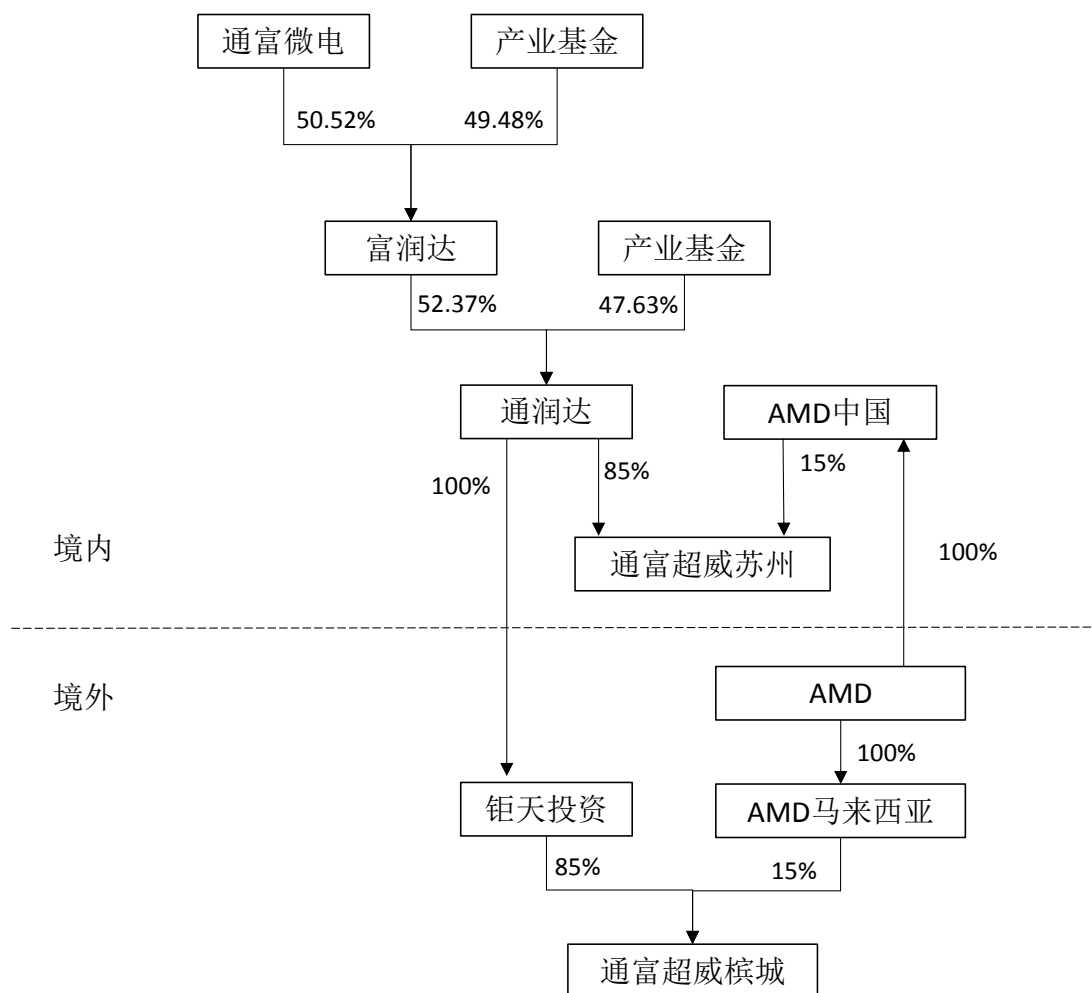 通富微电
产业基金
50.52%
49.48%
富润达
产业基金
52.37%
47.63%
通润达
AMD中国
100%
85%
15%
境内
通富超威苏州
100%
境外
AMD
100%
钜天投资
AMD马来西亚
85%
15%
通富超威槟城